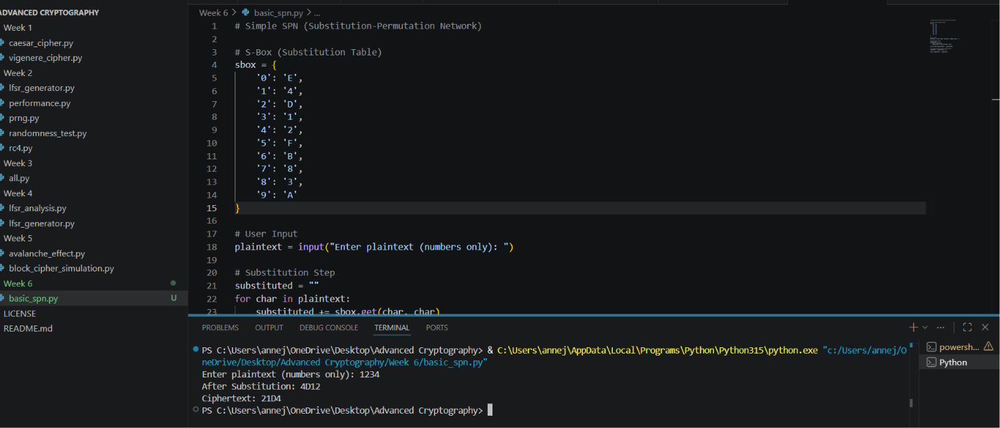 ADVANCED CRYPTOGRAPHY
Week 1
caesar_cipher.py
vigenere_cipher.py
Week 2
lfsr_generator.py
performance.py
prng.py
randomness_test.py
rc4.py
Week 3
all.py
Week 4
lfsr_analysis.py
lfsr_generator.py
Week 5
avalanche_effect.py
block_cipher_simulation.py
Week 6
basic_spn.py U
LICENSE
README.md
Week 6 > basic_spn.py > ...
1 # Simple SPN (Substitution-Permutation Network)
2
3 # S-Box (Substitution Table)
4 sbox = {
5 '0': 'E',
6 '1': '4',
7 '2': 'D',
8 '3': '1',
9 '4': '2',
10 '5': 'F',
11 '6': 'B',
12 '7': '8',
13 '8': '3',
14 '9': 'A'
15 }
16
17 # User Input
18 plaintext = input("Enter plaintext (numbers only): ")
19
20 # Substitution Step
21 substituted = ""
22 for char in plaintext:
23 substituted += sbox.get(char, char)
PROBLEMS OUTPUT DEBUG CONSOLE TERMINAL PORTS
PS C:\Users\annej\OneDrive\Desktop\Advanced Cryptography> & C:\Users\annej\AppData\Local\Programs\Python\Python315\python.exe "c:/Users/annej/O
neDrive/Desktop/Advanced Cryptography/Week 6/basic_spn.py"
Enter plaintext (numbers only): 1234
After Substitution: 4D12
Ciphertext: 21D4
PS C:\Users\annej\OneDrive\Desktop\Advanced Cryptography>
powersh...
Python